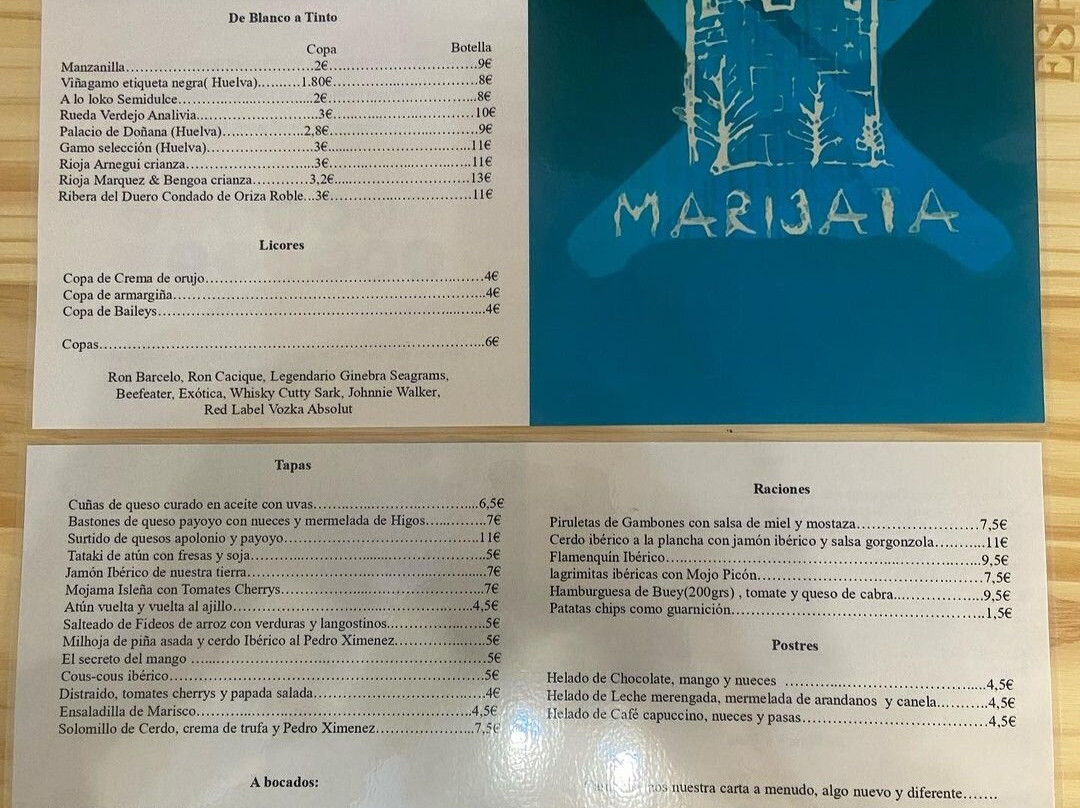 De Blanco a Tinto
Copa Botella
Manzanilla.................................2€..........................9€
Viñagamo etiqueta negra( Huelva).........1.80€..........................8€
A lo loko Semidulce.........................2€..........................8€
Rueda Verdejo Analivia......................3€..........................10€
Palacio de Doñana (Huelva)................2,8€..........................9€
Gamo selección (Huelva).....................3€..........................11€
Rioja Arnegui crianza.......................3€..........................11€
Rioja Marquez & Bengoa crianza............3,2€..........................13€
Ribera del Duero Condado de Oriza Roble...3€..........................11€
Licores
Copa de Crema de orujo..........................4€
Copa de armargiña..........................4€
Copa de Baileys..........................4€
Copas..........................6€
Ron Barcelo, Ron Cacique, Legendario Ginebra Seagrams,
Beefeater, Exótica, Whisky Cutty Sark, Johnnie Walker,
Red Label Vozka Absolut
MARIJATA
ESP
Tapas
Cuñas de queso curado en aceite con uvas..........................6,5€
Bastones de queso payoyo con nueces y mermelada de Higos..............7€
Surtido de quesos apolonio y payoyo..........................11€
Tataki de atún con fresas y soja..........................5€
Jamón Ibérico de nuestra tierra..........................7€
Mojama Isleña con Tomates Cherrys..........................7€
Atún vuelta y vuelta al ajillo..........................4,5€
Salteado de Fideos de arroz con verduras y langostinos....................5€
Milhoja de piña asada y cerdo Ibérico al Pedro Ximenez..................5€
El secreto del mango ..........................5€
Cous-cous ibérico..........................5€
Distraido, tomates cherrys y papada salada..........................4€
Ensaladilla de Marisco..........................4,5€
Solomillo de Cerdo, crema de trufa y Pedro Ximenez..................7,5€
A bocados:
Raciones
Piruletas de Gambones con salsa de miel y mostaza..................7,5€
Cerdo ibérico a la plancha con jamón ibérico y salsa gorgonzola..........11€
Flamenquín Ibérico..........................9,5€
lagrimitas ibéricas con Mojo Picón..........................7,5€
Hamburguesa de Buey(200grs) , tomate y queso de cabra................9,5€
Patatas chips como guarnición..........................1,5€
Postres
Helado de Chocolate, mango y nueces ..........................4,5€
Helado de Leche merengada, mermelada de arandanos y canela..........4,5€
Helado de Café capuccino, nueces y pasas..........................4,5€
nuestra carta a menudo, algo nuevo y diferente.......